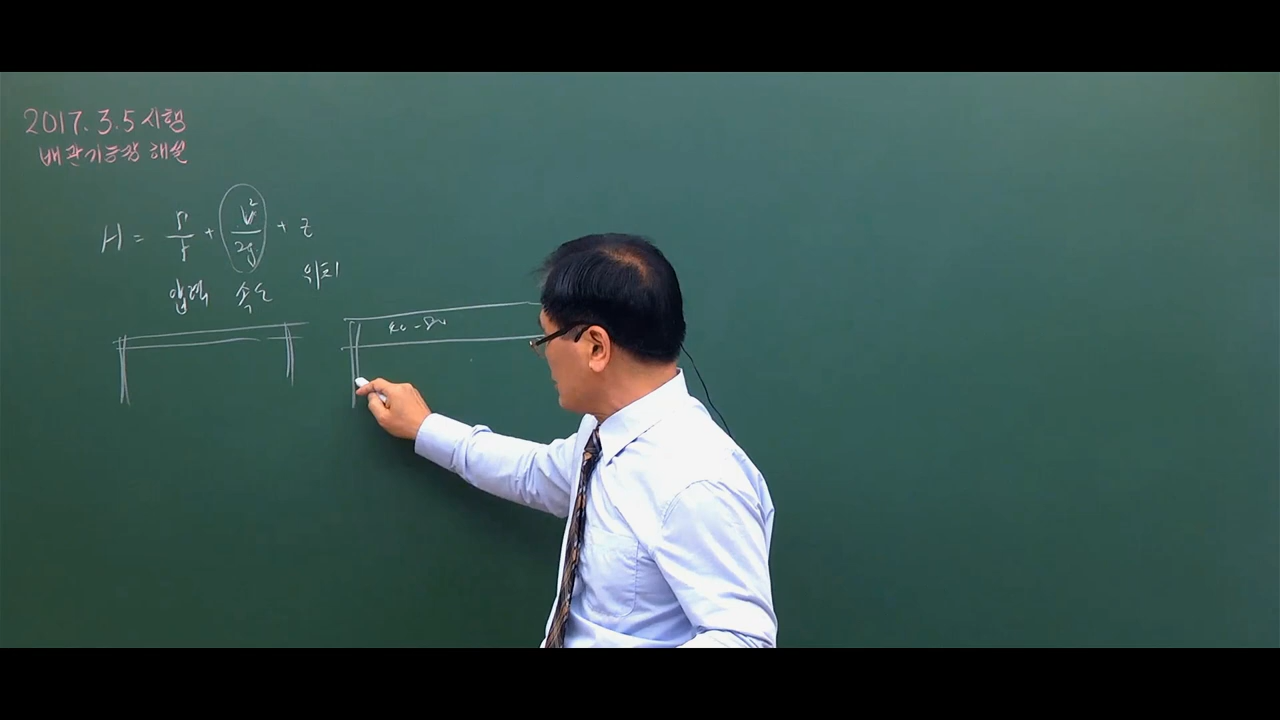 2017. 3.5 시행
배관기능장 해설
H = P/r + V²/2g + z
압력 속도 위치